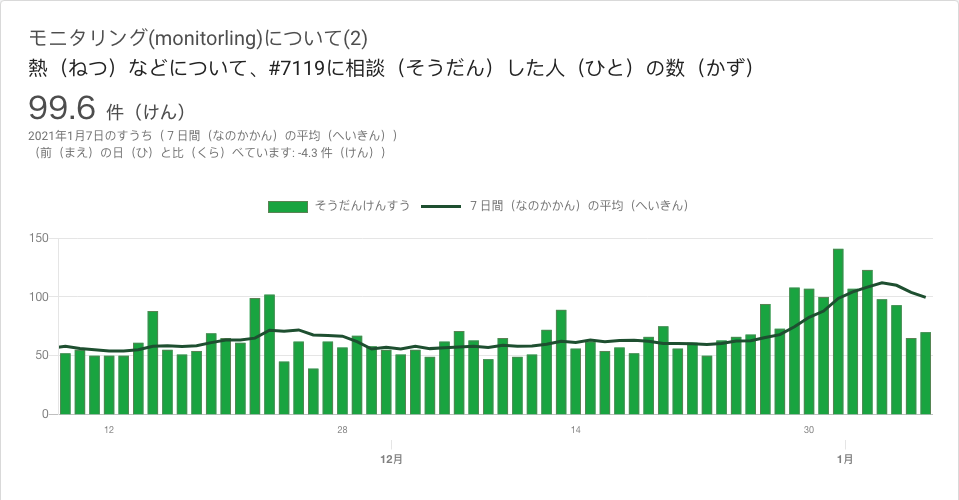 モニタリング(monitorling)について(2)
熱（ねつ）などについて、#7119に相談（そうだん）した人（ひと）の数（かず）
99.6 件（けん）
2021年1月7日のすうち（７日間（なのかかん）の平均（へいきん））
（前（まえ）の日（ひ）と比（くら）べています: -4.3 件（けん））
そうだんけんすう ７日間（なのかかん）の平均（へいきん）
150
100
50
0
12 28 14 30
12月 1月